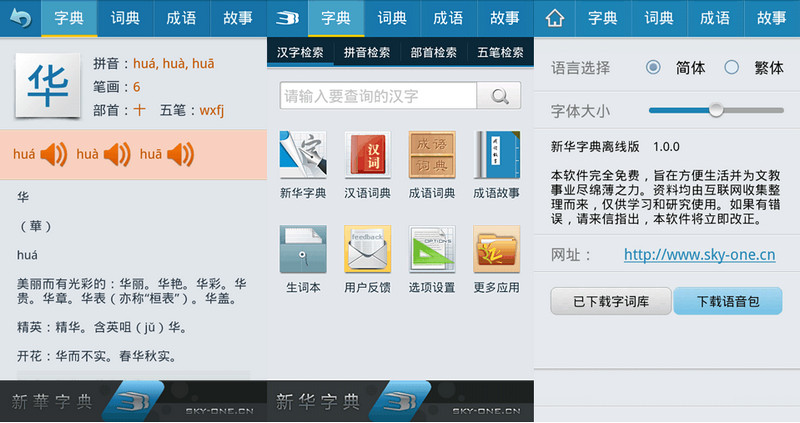 字典 词典 成语 故事
华
拼音：huá, huà, huā
笔画：6
部首：十 五笔：wxfj
huá huà huā
华
（華）
huá
美丽而有光彩的：华丽。华艳。华彩。华
贵。华章。华表（亦称“桓表”）。华盖。
精英：精华。含英咀（jǔ）华。
开花：华而不实。春华秋实。
新華字典 SKY-ONE.CN
字典 词典 成语 故事
汉字检索 拼音检索 部首检索 五笔检索
请输入要查询的汉字
字 汉词 成语词典 成语故事
新华字典 汉语词典 成语词典 成语故事
feedback OPTIONS
生词本 用户反馈 选项设置 更多应用
新华字典 SKY-ONE.CN
字典 词典 成语 故事
语言选择 简体 繁体
字体大小
新华字典离线版 1.0.0
本软件完全免费，旨在方便生活并为文教
事业尽绵薄之力。资料均由互联网收集整
理而来，仅供学习和研究使用。如果有错
误，请来信指出，本软件将立即改正。
网址： http://www.sky-one.cn
已下载字词库 下载语音包